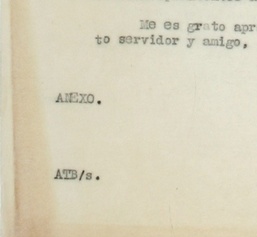 Me es grato apr
to servidor y amigo,
ANEXO.
ATB/s.